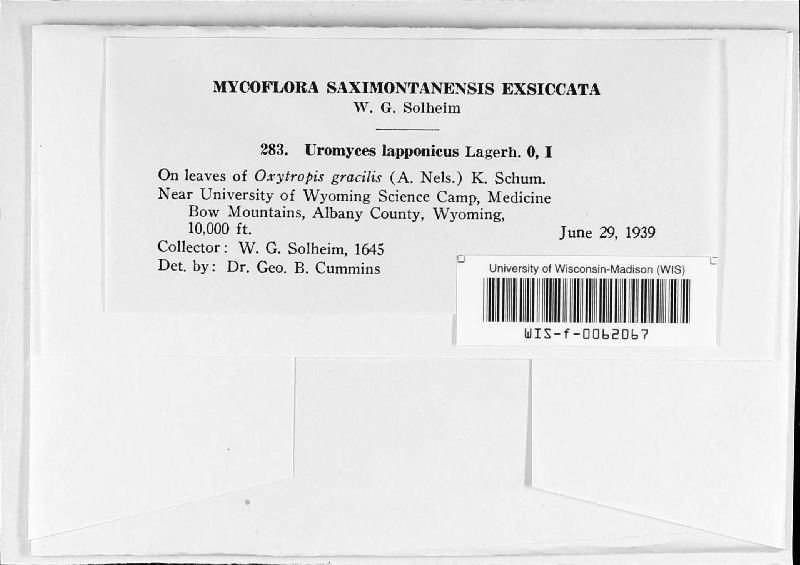 MYCOFLORA SAXIMONTANENSIS EXSICCATA
W. G. Solheim
283. Uromyces lapponicus Lagerh. 0, I
On leaves of Oxytropis gracilis (A. Nels.) K. Schum.
Near University of Wyoming Science Camp, Medicine
Bow Mountains, Albany County, Wyoming,
10,000 ft.
June 29, 1939
Collector: W. G. Solheim, 1645
Det. by: Dr. Geo. B. Cummins
University of Wisconsin-Madison (WIS)
WIS-f-0062067